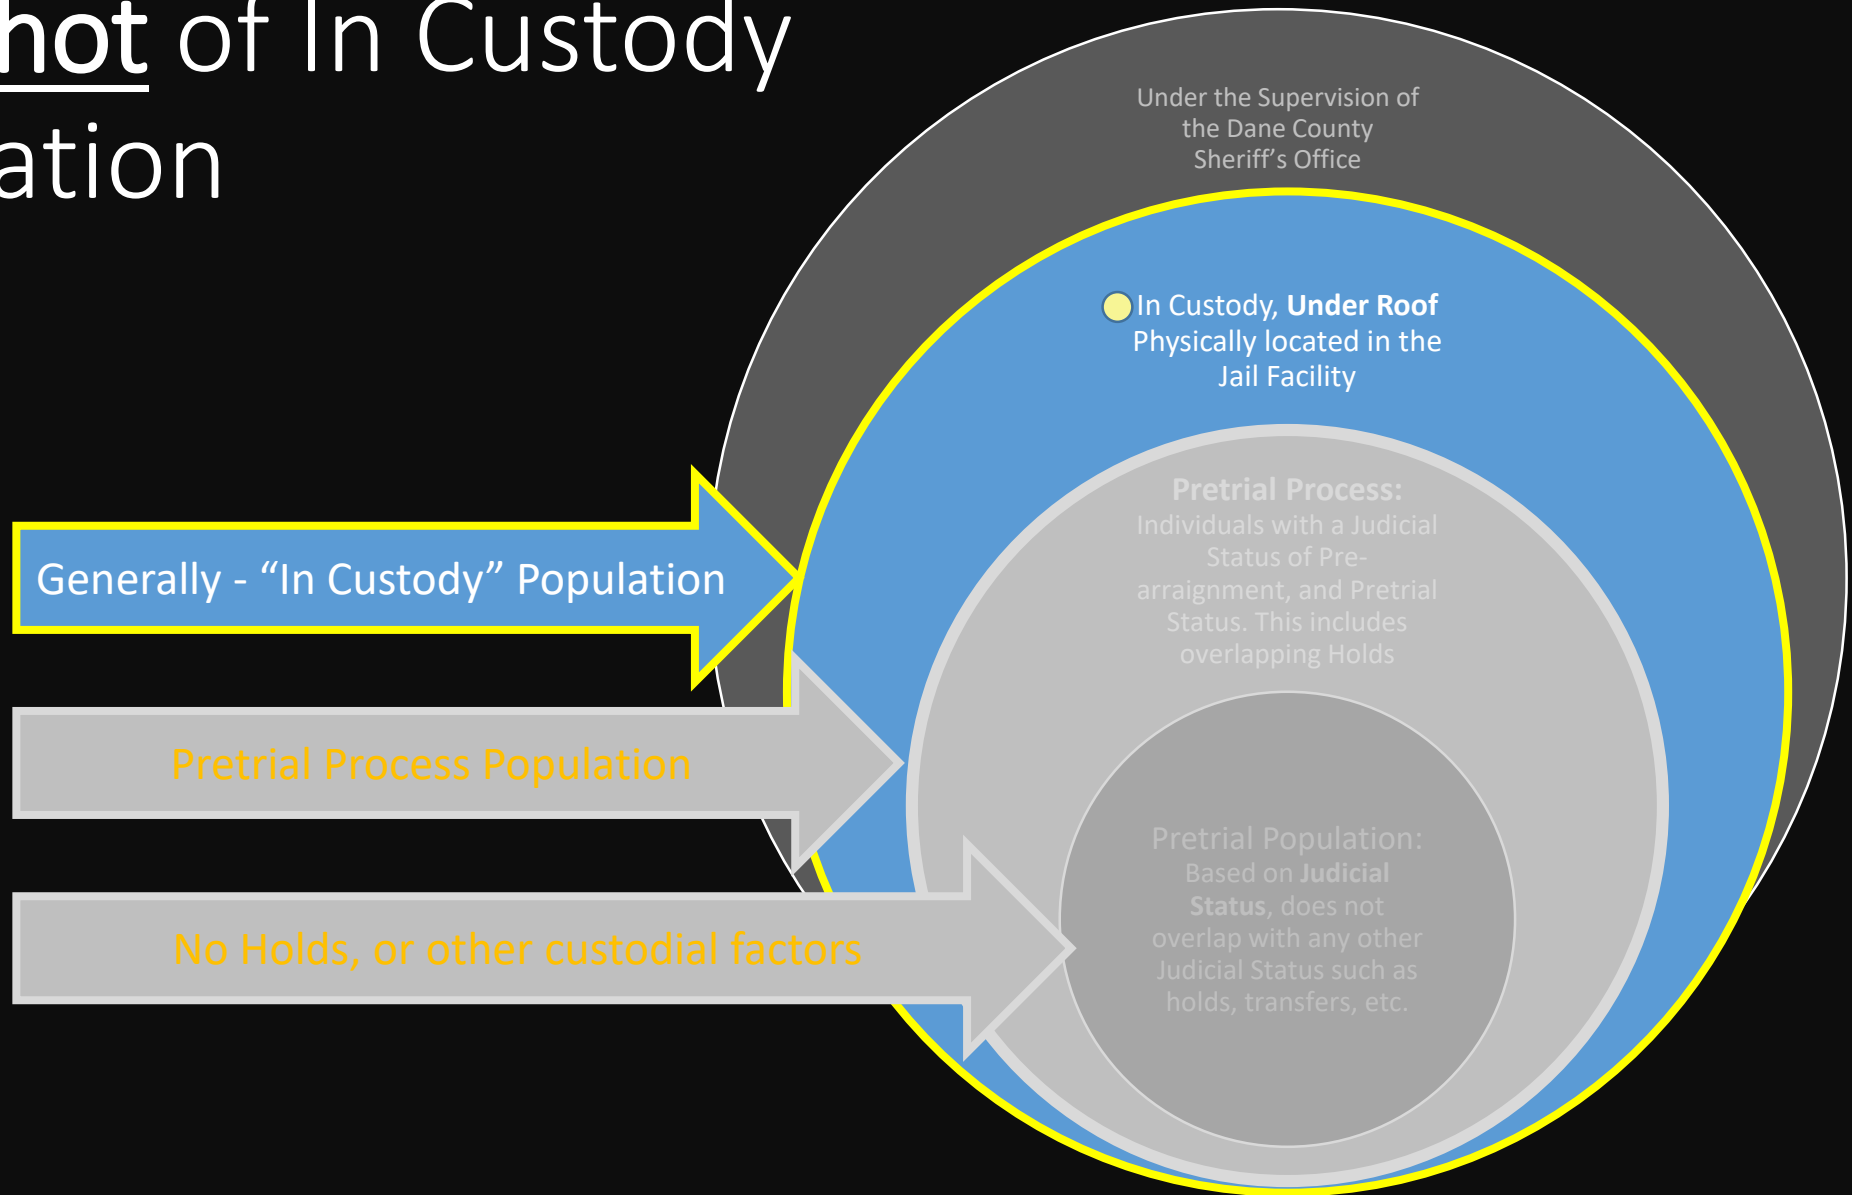 hot of In Custody
ation
Under the Supervision of
the Dane County
Sheriff's Office
In Custody, Under Roof
Physically located in the
Jail Facility
Generally - “In Custody” Population
Pretrial Process:
Individuals with a Judicial
Status of Pre-
arraignment, and Pretrial
Status. This includes
overlapping Holds
Pretrial Process Population
Pretrial Population:
Based on Judicial
Status, does not
overlap with any other
Judicial Status such as
holds, transfers, etc.
No Holds, or other custodial factors